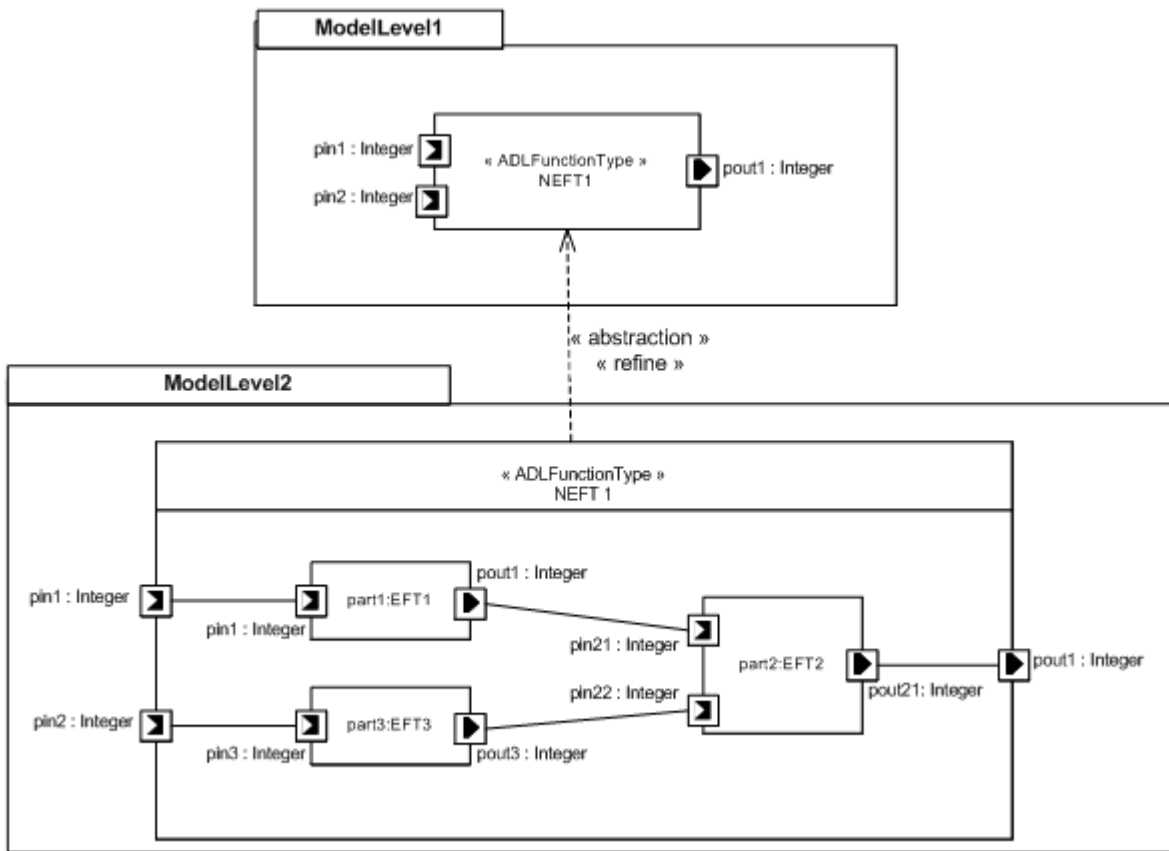 ModelLevel1
pin1 : Integer
« ADLFunctionType »
NEFT1
pout1 : Integer
pin2 : Integer
« abstraction »
« refine »
ModelLevel2
« ADLFunctionType »
NEFT 1
pout1 : Integer
pin1 : Integer
part1:EFT1
pin1 : Integer
pin21 : Integer
part2:EFT2
pout1 : Integer
pin22 : Integer
pout21: Integer
pin2 : Integer
part3:EFT3
pin3 : Integer
pout3 : Integer